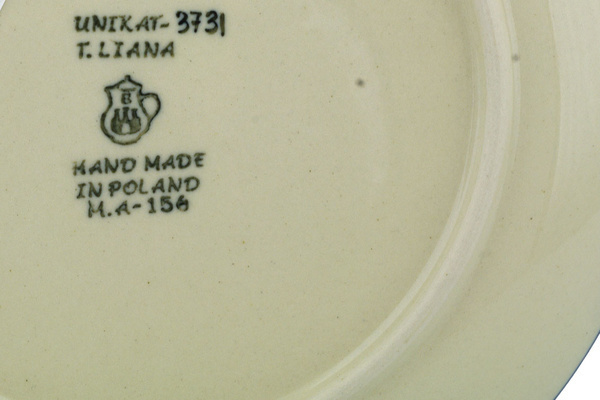 UNIKAT-3731
T. LIANA
B
HAND MADE
IN POLAND
M.A-156